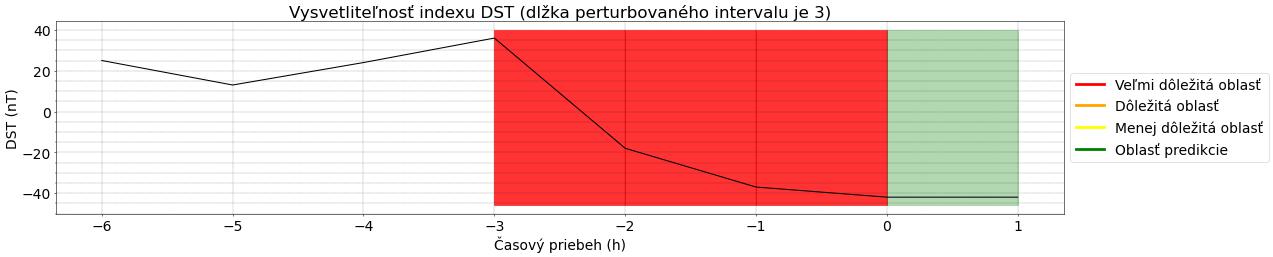 Vysvetliteľnosť indexu DST (dĺžka perturbovaného intervalu je 3)
DST (nT)
40
20
0
−20
−40
−6 −5 −4 −3 −2 −1 0 1
Časový priebeh (h)
Veľmi dôležitá oblasť
Dôležitá oblasť
Menej dôležitá oblasť
Oblasť predikcie